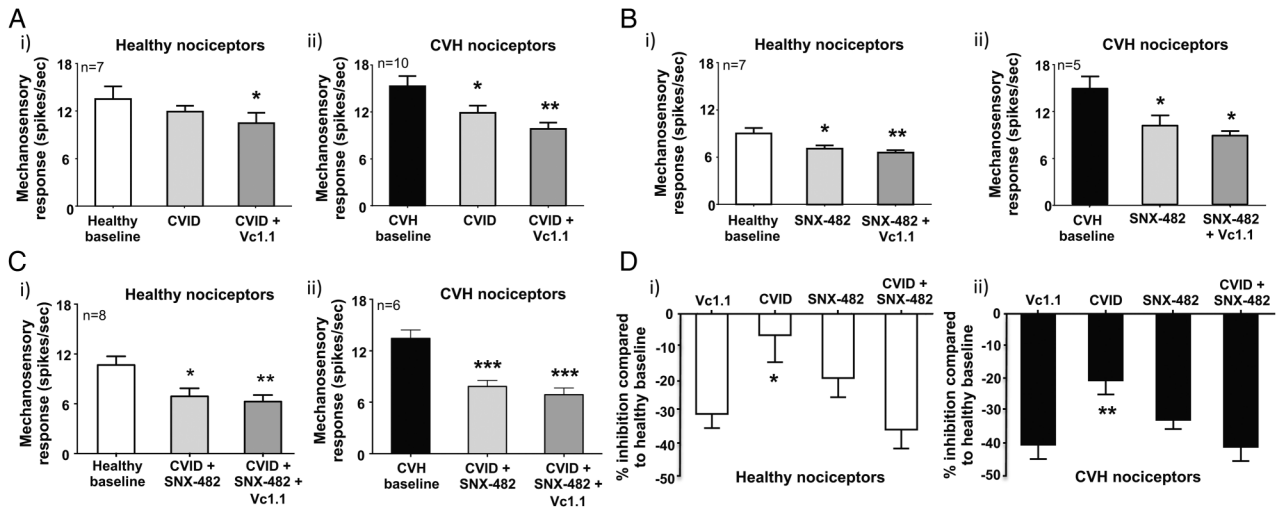 A
i)
Healthy nociceptors
n=7
Mechanosensory
response (spikes/sec)
18
12
6
0
*
Healthy
baseline
CVID
CVID +
Vc1.1
ii)
CVH nociceptors
n=10
Mechanosensory
response (spikes/sec)
18
12
6
0
*
**
CVH
baseline
CVID
CVID +
Vc1.1
B
i)
Healthy nociceptors
n=7
Mechanosensory
response (spikes/sec)
18
12
6
0
*
**
Healthy
baseline
SNX-482
SNX-482
+ Vc1.1
ii)
CVH nociceptors
n=5
Mechanosensory
response (spikes/sec)
18
12
6
0
*
*
CVH
baseline
SNX-482
SNX-482
+ Vc1.1
C
i)
Healthy nociceptors
n=8
Mechanosensory
response (spikes/sec)
18
12
6
0
*
**
Healthy
baseline
CVID +
SNX-482
CVID +
SNX-482 +
Vc1.1
ii)
CVH nociceptors
n=6
Mechanosensory
response (spikes/sec)
18
12
6
0
***
***
CVH
baseline
CVID +
SNX-482
CVID +
SNX-482 +
Vc1.1
D
i)
Vc1.1
CVID
SNX-482
CVID +
SNX-482
% inhibition compared
to healthy baseline
0
-10
-20
-30
-40
-50
*
Healthy nociceptors
ii)
Vc1.1
CVID
SNX-482
CVID +
SNX-482
% inhibition compared
to healthy baseline
0
-10
-20
-30
-40
-50
**
CVH nociceptors